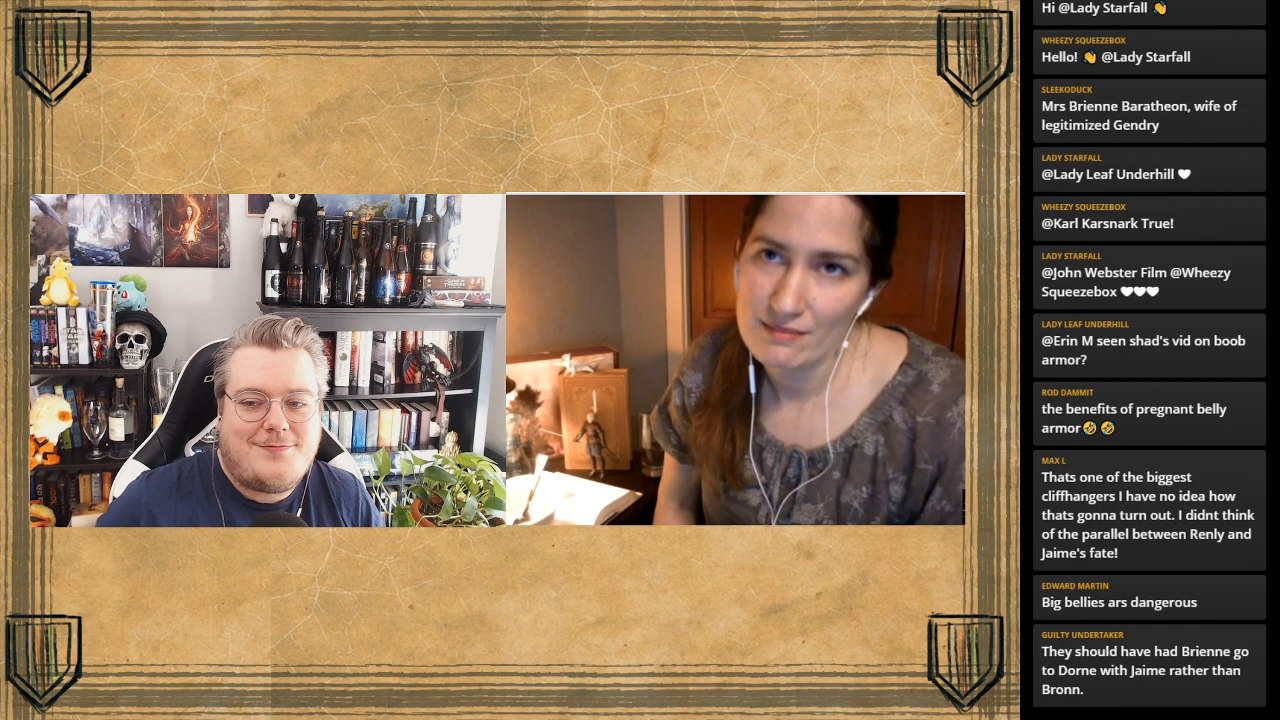 Hi @Lady Starfall 👏
WHEEZY SQUEEZEBOX
Hello! 👏 @Lady Starfall
SLEEKODUCK
Mrs Brienne Baratheon, wife of
legitimized Gendry
LADY STARFALL
@Lady Leaf Underhill 🤍
WHEEZY SQUEEZEBOX
@Karl Karsnark True!
LADY STARFALL
@John Webster Film @Wheezy
Squeezebox 🤍🤍🤍
LADY LEAF UNDERHILL
@Erin M seen shad's vid on boob
armor?
ROD DAMMIT
the benefits of pregnant belly
armor🤣 🤣
MAX L
Thats one of the biggest
cliffhangers I have no idea how
thats gonna turn out. I didnt think
of the parallel between Renly and
Jaime's fate!
EDWARD MARTIN
Big bellies ars dangerous
GUILTY UNDERTAKER
They should have had Brienne go
to Dorne with Jaime rather than
Bronn.